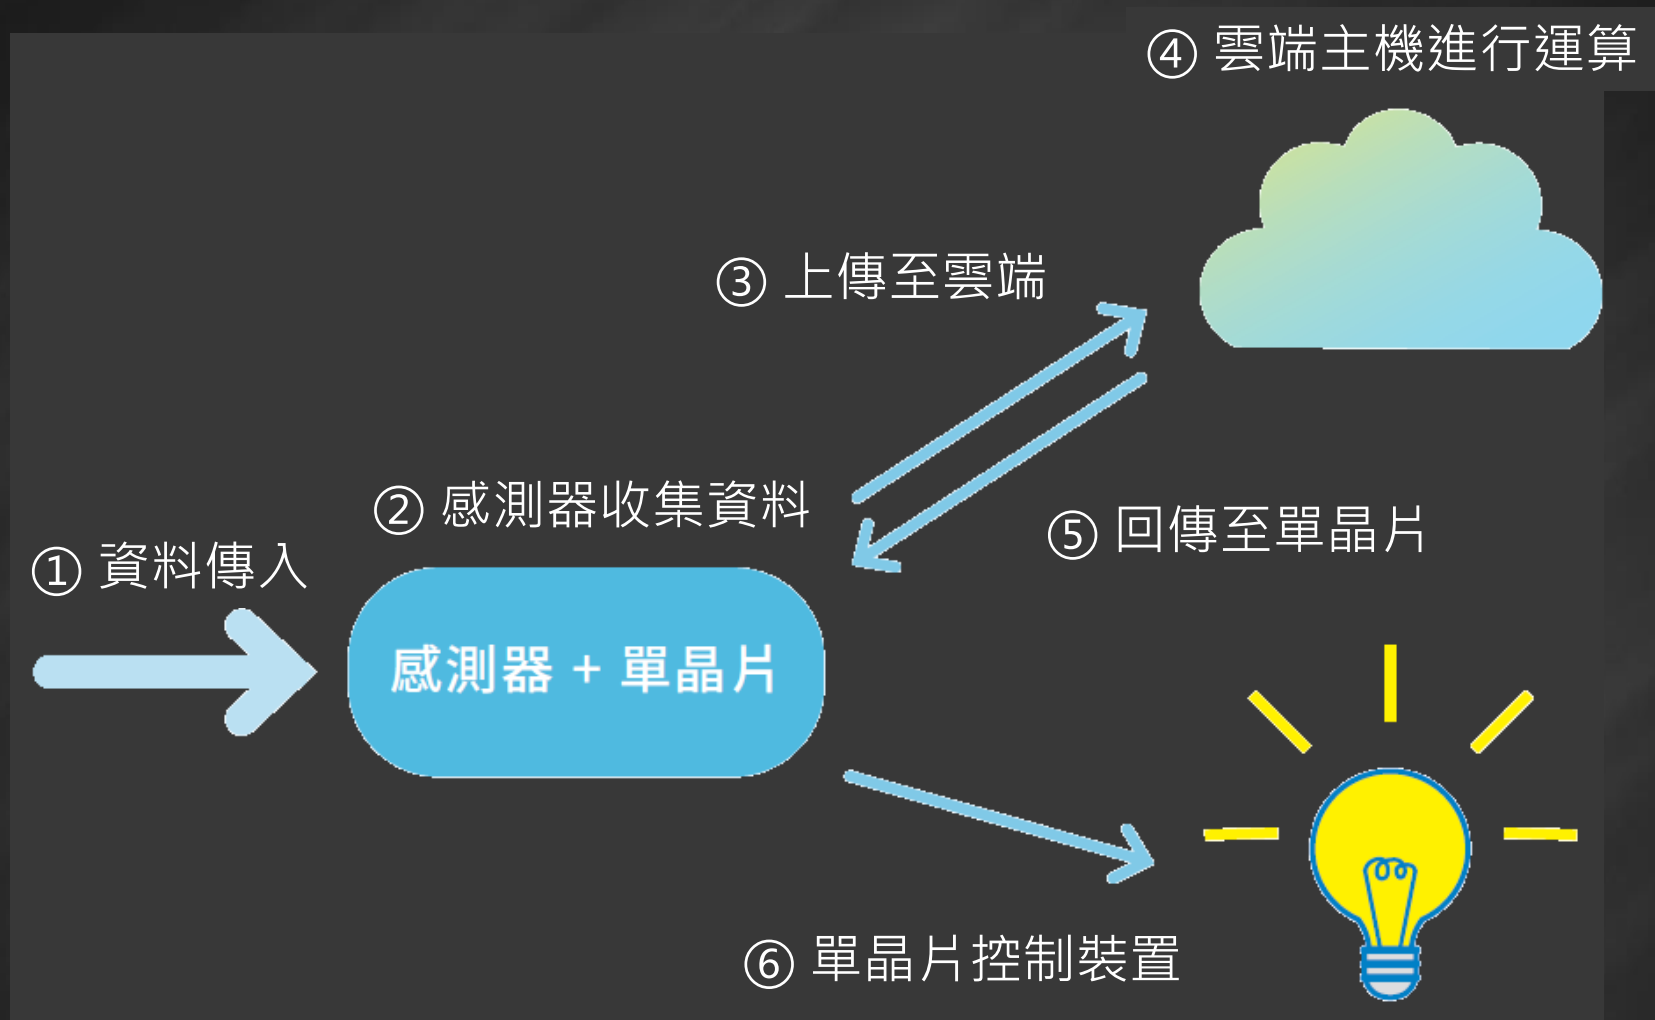 ① 資料傳入
② 感測器收集資料
感測器 + 單晶片
③ 上傳至雲端
④ 雲端主機進行運算
⑤ 回傳至單晶片
⑥ 單晶片控制裝置